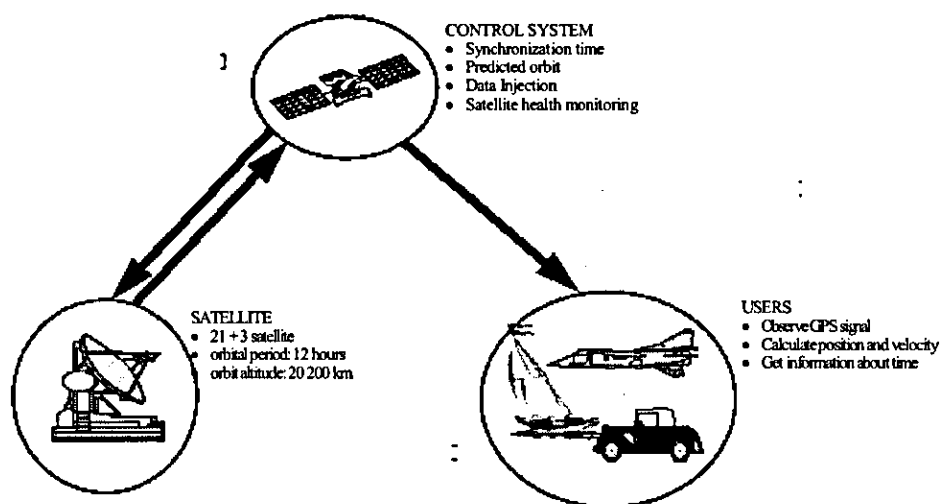 CONTROL SYSTEM
• Synchronization time
• Predicted orbit
• Data Injection
• Satellite health monitoring
SATELLITE
• 21 + 3 satellite
• orbital period: 12 hours
orbit altitude: 20 200 km.
USERS
• Observe GPS signal
• Calculate position and velocity
• Get information about time